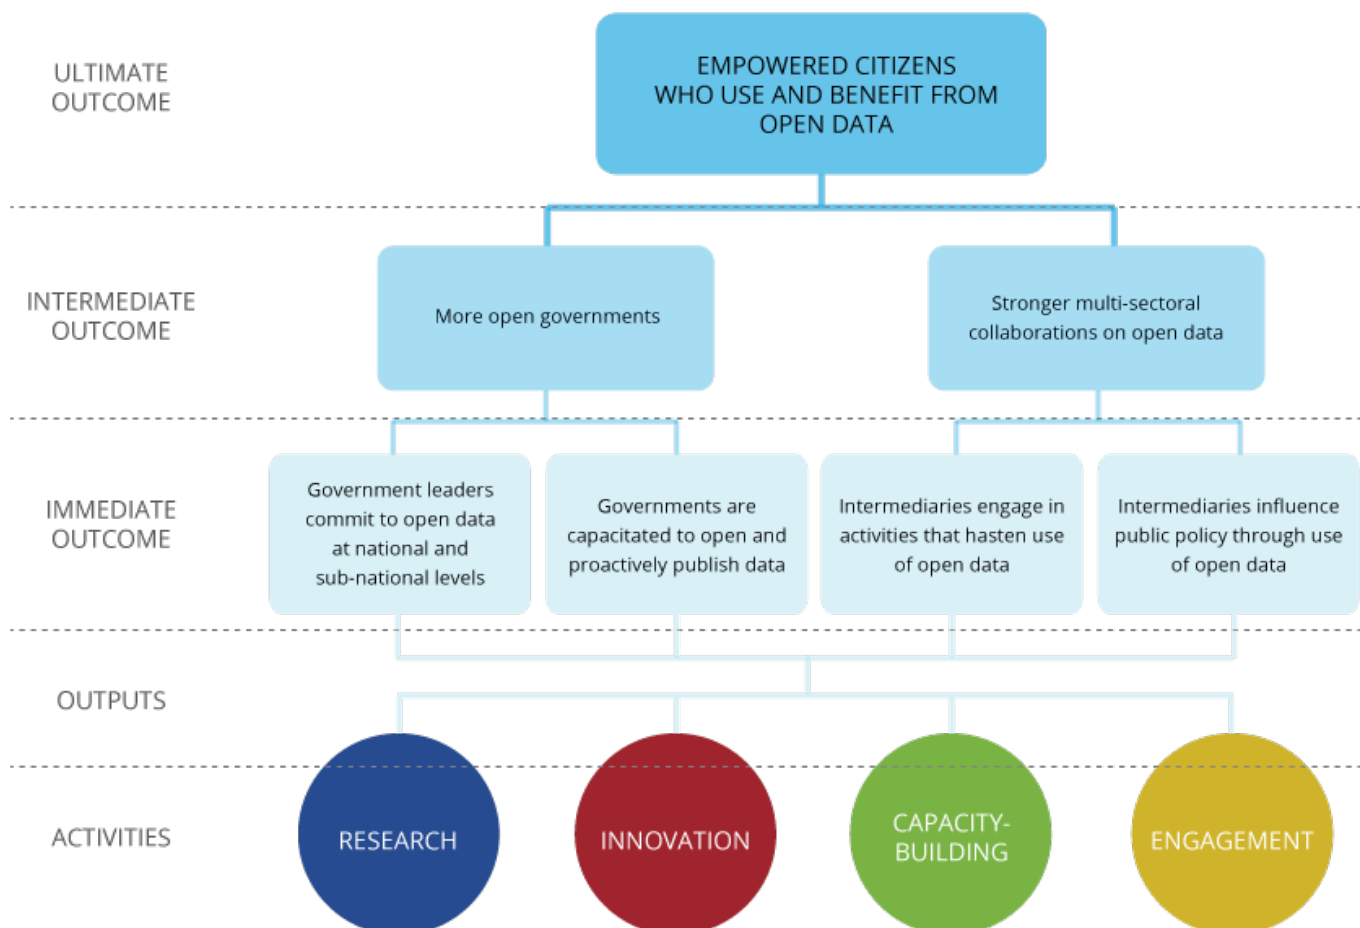 ULTIMATE
OUTCOME
EMPOWERED CITIZENS
WHO USE AND BENEFIT FROM
OPEN DATA
INTERMEDIATE
OUTCOME
More open governments
Stronger multi-sectoral
collaborations on open data
IMMEDIATE
OUTCOME
Government leaders
commit to open data
at national and
sub-national levels
Governments are
capacitated to open and
proactively publish data
Intermediaries engage in
activities that hasten use
of open data
Intermediaries influence
public policy through use
of open data
OUTPUTS
ACTIVITIES
RESEARCH
INNOVATION
CAPACITY-
BUILDING
ENGAGEMENT